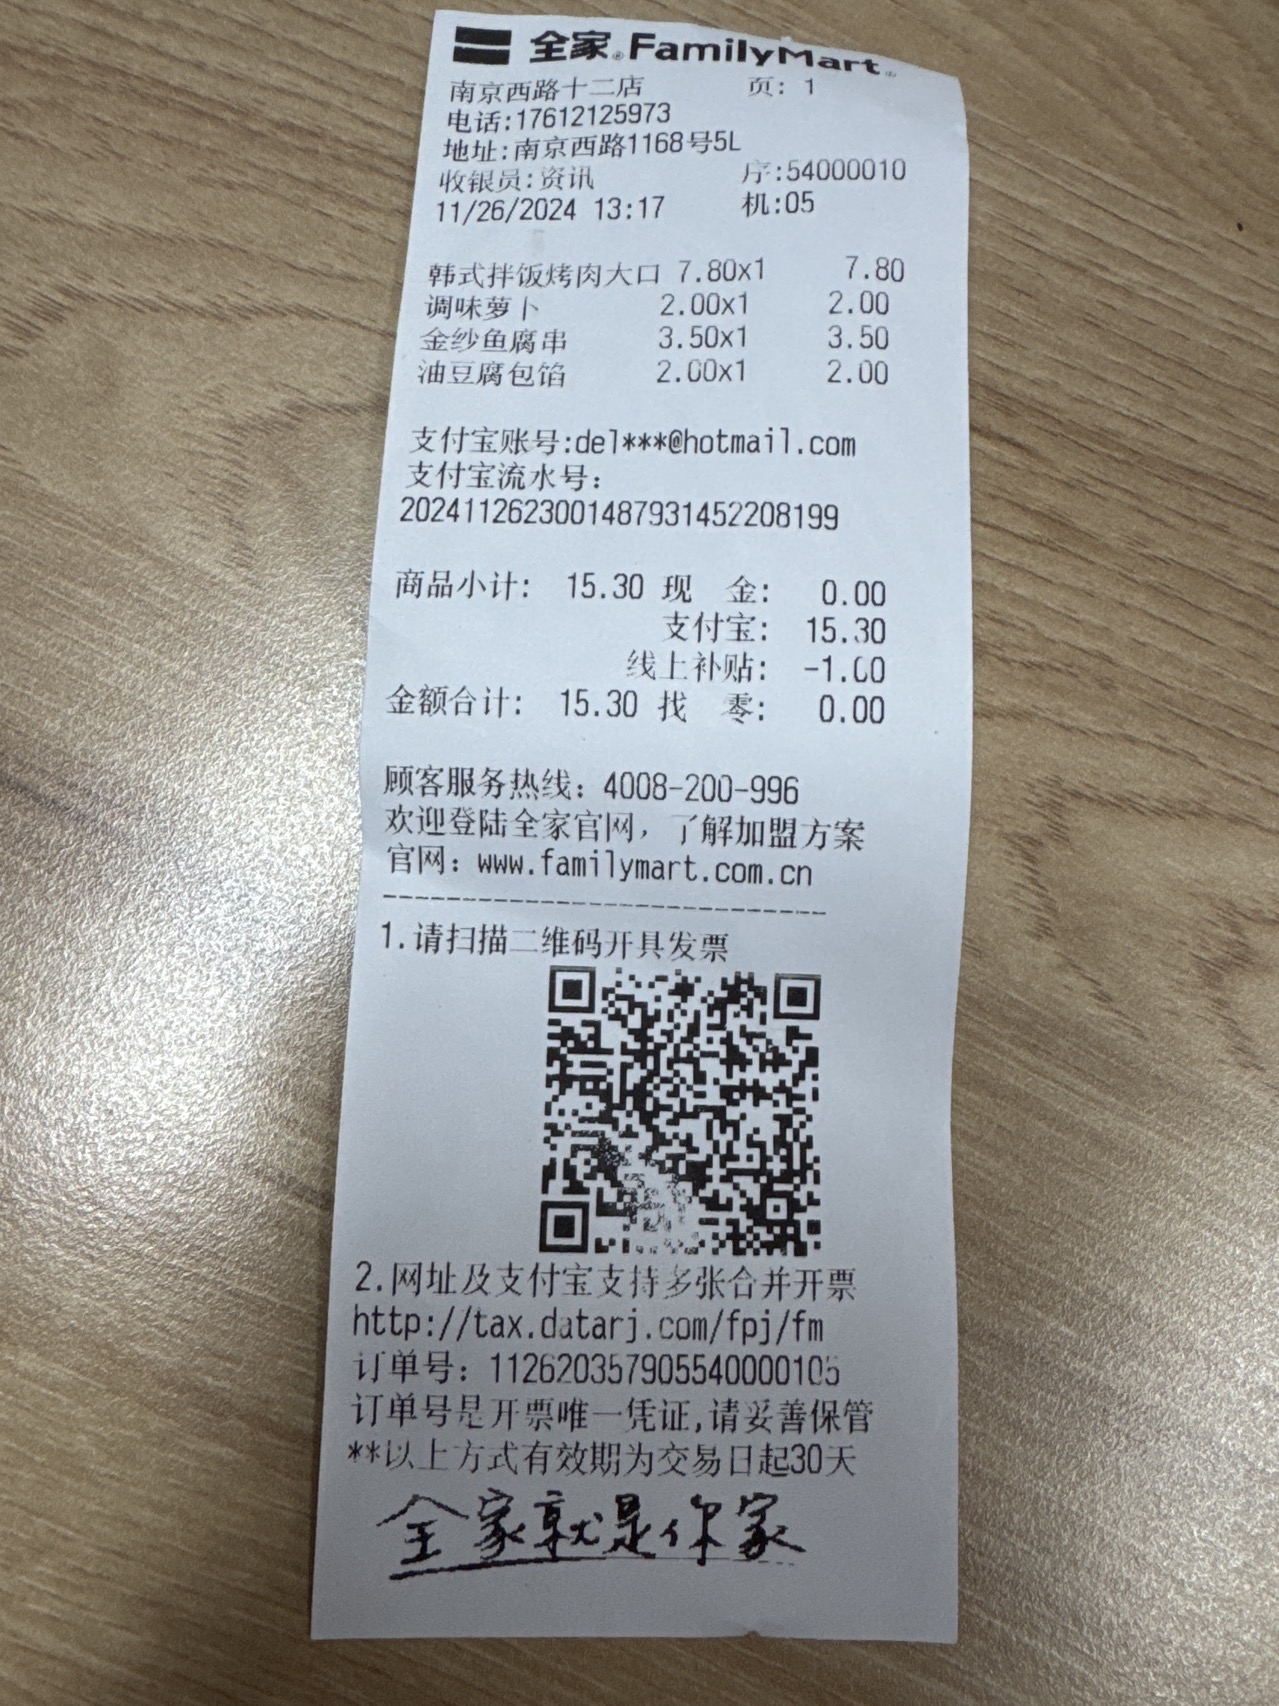 全家®FamilyMart®
南京西路十二店 页: 1
电话:17612125973
地址:南京西路1168号5L
收银员:资讯 序:54000010
11/26/2024 13:17 机:05
韩式拌饭烤肉大口 7.80x1 7.80
调味萝卜 2.00x1 2.00
金纱鱼腐串 3.50x1 3.50
油豆腐包馅 2.00x1 2.00
支付宝账号:del***@hotmail.com
支付宝流水号:
2024112623001487931452208199
商品小计: 15.30 现 金: 0.00
支付宝: 15.30
线上补贴: -1.00
金额合计: 15.30 找 零: 0.00
顾客服务热线: 4008-200-996
欢迎登陆全家官网, 了解加盟方案
官网: www.familymart.com.cn
1.请扫描二维码开具发票
2.网址及支付宝支持多张合并开票
http://tax.datarj.com/fpj/fm
订单号: 112620357905540000105
订单号是开票唯一凭证,请妥善保管
**以上方式有效期为交易日起30天
全家就是你家